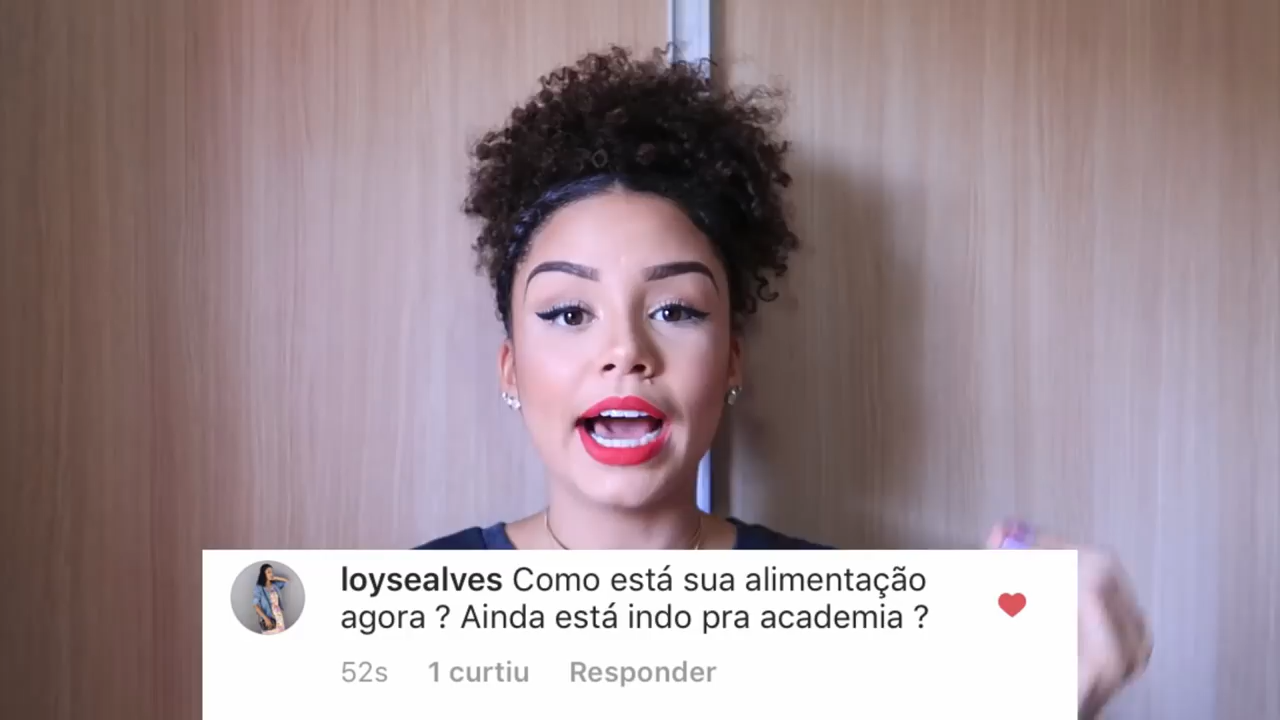 loysealves Como está sua alimentação
agora ? Ainda está indo pra academia ?
52s 1 curtiu Responder